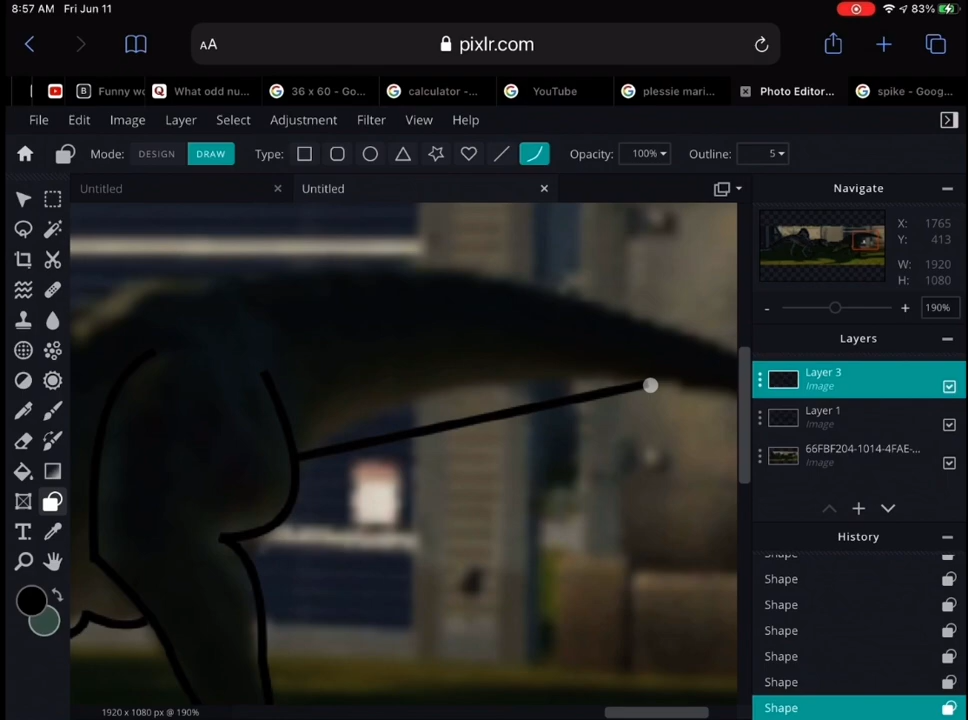 8:57 AM Fri Jun 11
83%
AA pixlr.com
Funny wo
What odd nu...
36 x 60 - Goo...
calculator -...
YouTube
plessie mari...
Photo Editor...
spike - Goog...
File Edit Image Layer Select Adjustment Filter View Help
Mode: DESIGN DRAW Type: Opacity: 100% Outline: 5
Untitled
Untitled
Navigate
X: 1765
Y: 413
W: 1920
H: 1080
190%
Layers
Layer 3
Image
Layer 1
Image
66FBF204-1014-4FAE-...
Image
History
Shape
Shape
Shape
Shape
Shape
Shape
Shape
1920 x 1080 px @ 190%